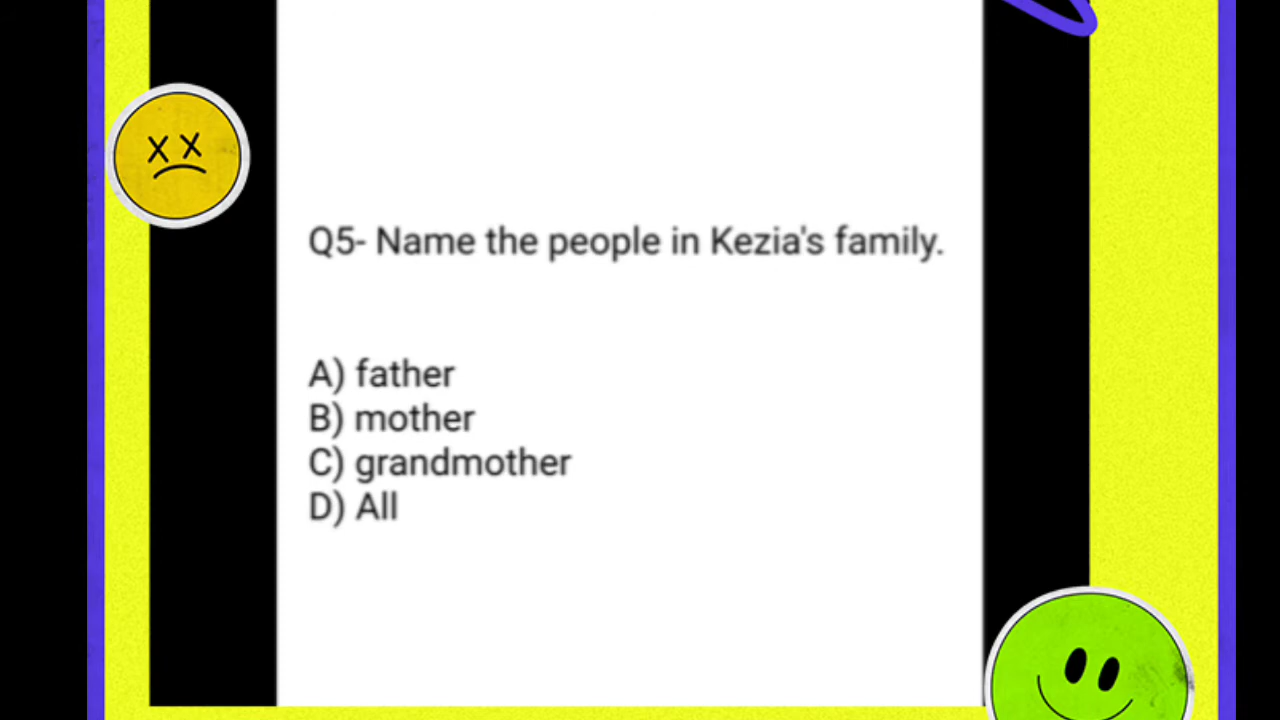 Q5- Name the people in Kezia's family.
A) father
B) mother
C) grandmother
D) All